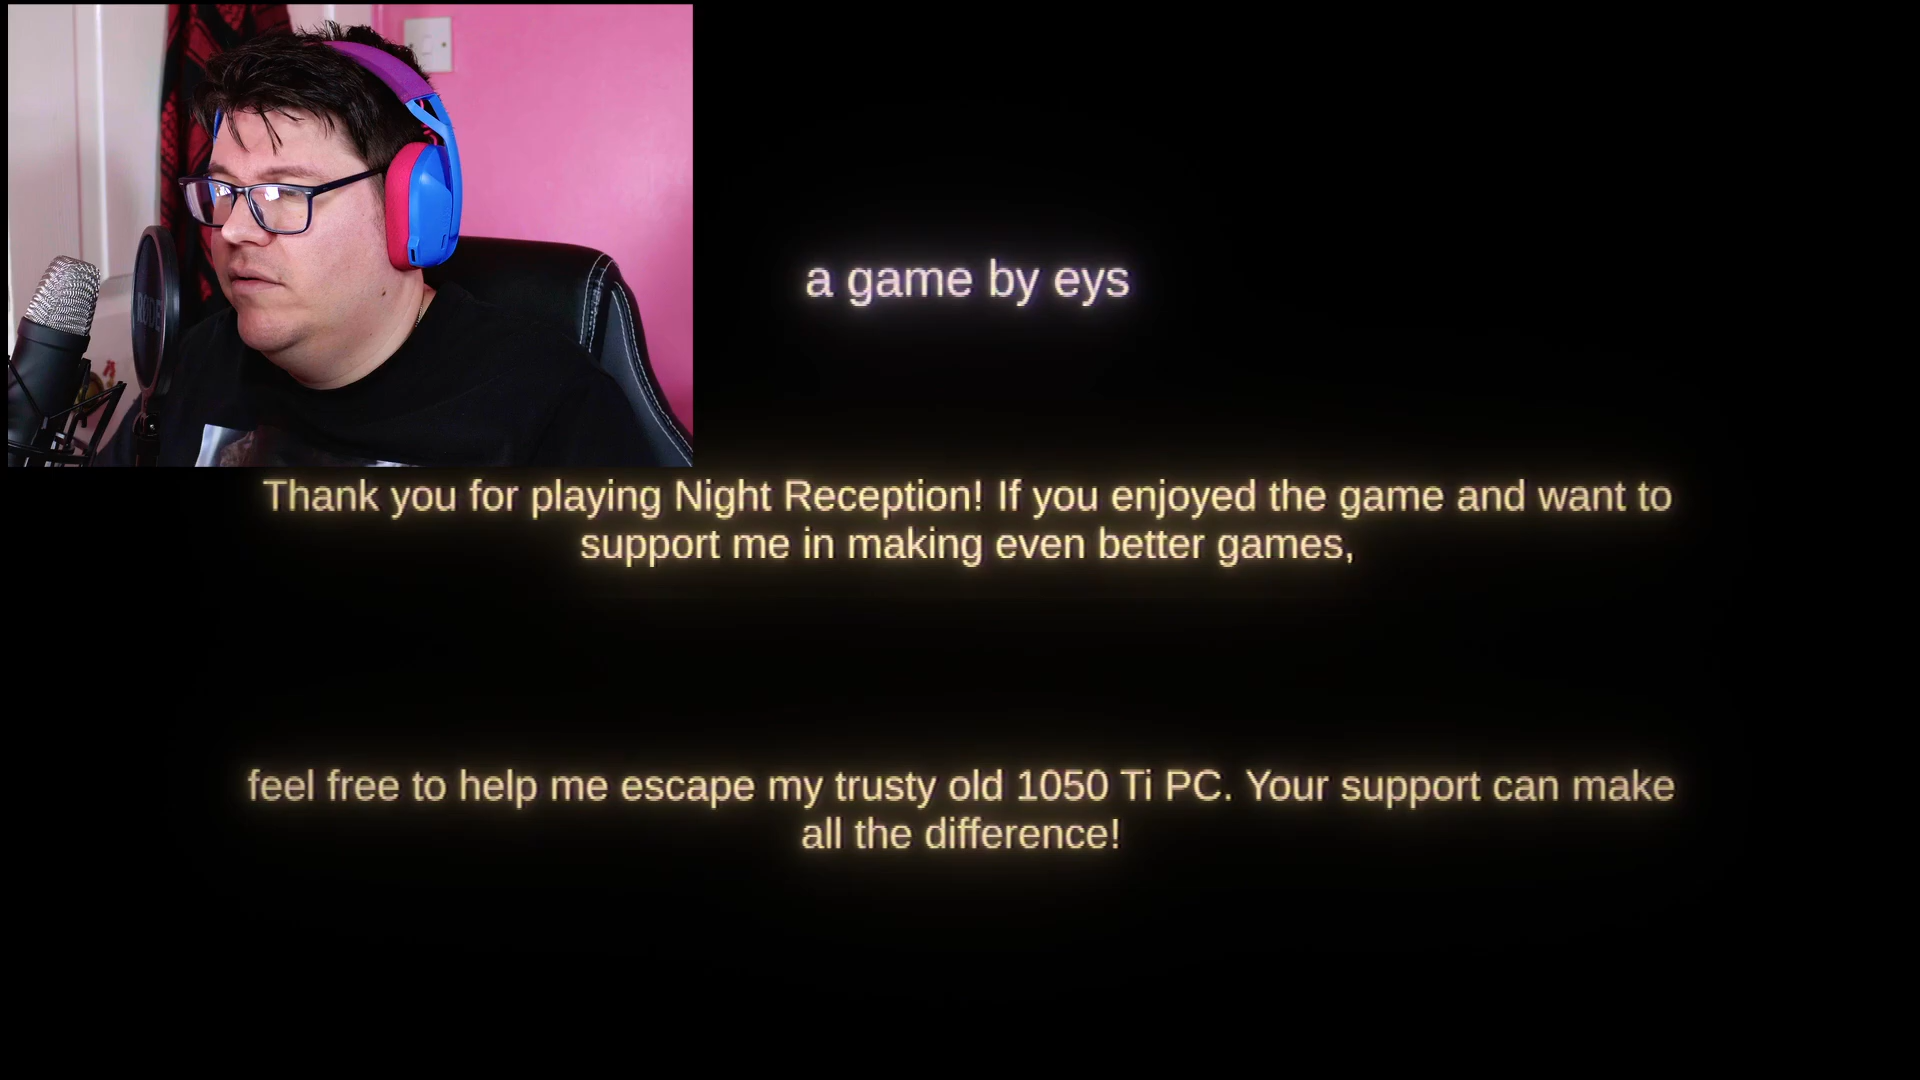 a game by eys
Thank you for playing Night Reception! If you enjoyed the game and want to
support me in making even better games,
feel free to help me escape my trusty old 1050 Ti PC. Your support can make
all the difference!